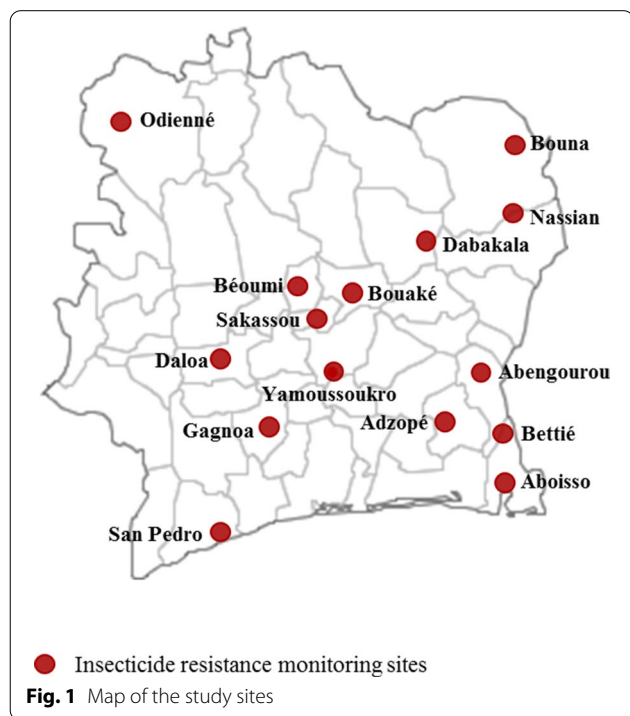 Odienné
Bouna
Nassian
Dabakala
Béoumi
Bouaké
Sakassou
Daloa
Abengourou
Yamoussoukro
Adzopé
Gagnoa
Bettié
Aboisso
San Pedro
Insecticide resistance monitoring sites
Fig. 1 Map of the study sites